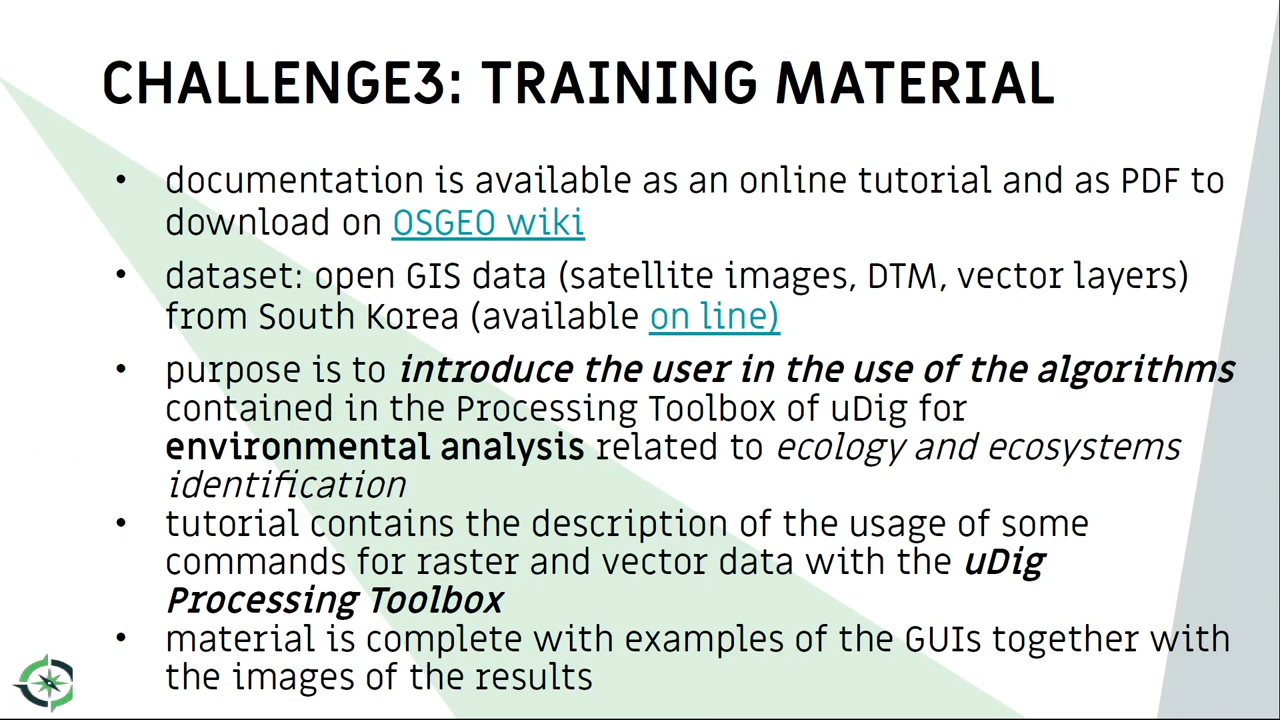 CHALLENGE3: TRAINING MATERIAL
• documentation is available as an online tutorial and as PDF to
download on OSGEO wiki
• dataset: open GIS data (satellite images, DTM, vector layers)
from South Korea (available on line)
• purpose is to introduce the user in the use of the algorithms
contained in the Processing Toolbox of uDig for
environmental analysis related to ecology and ecosystems
identification
• tutorial contains the description of the usage of some
commands for raster and vector data with the uDig
Processing Toolbox
• material is complete with examples of the GUIs together with
the images of the results